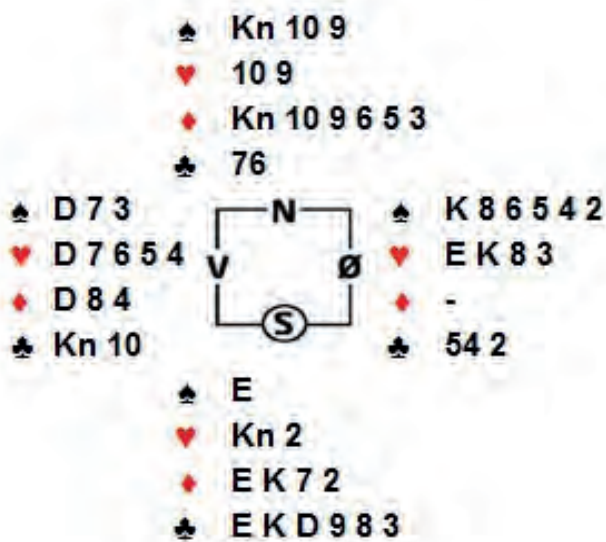 ♠ Kn 10 9
♥ 10 9
♦ Kn 10 9 6 5 3
♣ 76
♠ D 7 3
♥ D 7 6 5 4
♦ D 8 4
♣ Kn 10
N
V Ø
S
♠ K 8 6 5 4 2
♥ E K 8 3
♦ -
♣ 54 2
♠ E
♥ Kn 2
♦ E K 7 2
♣ E K D 9 8 3